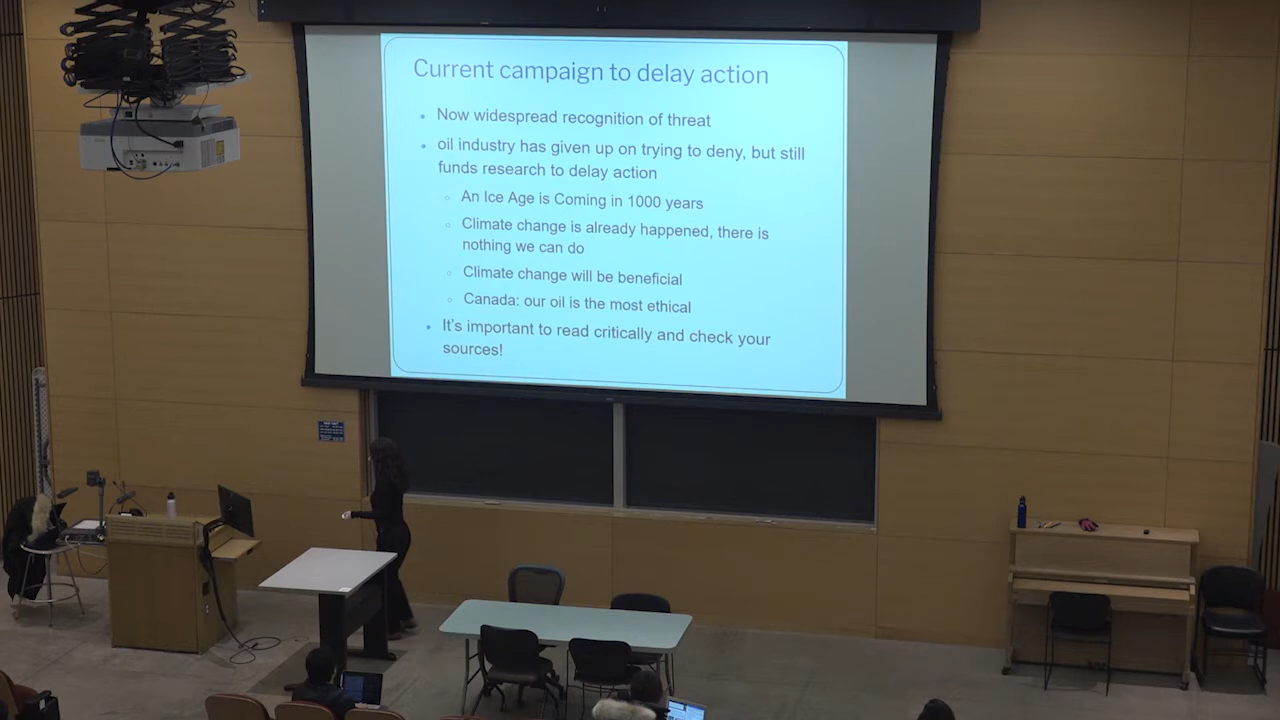 Current campaign to delay action
Now widespread recognition of threat
oil industry has given up on trying to deny, but still
funds research to delay action
An Ice Age is Coming in 1000 years
Climate change is already happened, there is
nothing we can do
Climate change will be beneficial
Canada: our oil is the most ethical
It's important to read critically and check your
sources!